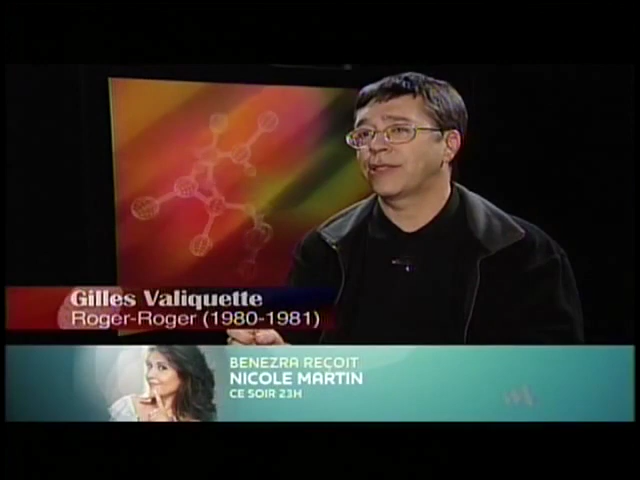 Gilles Valiquette
Roger-Roger (1980-1981)
BENEZRA REÇOIT
NICOLE MARTIN
CE SOIR 23H